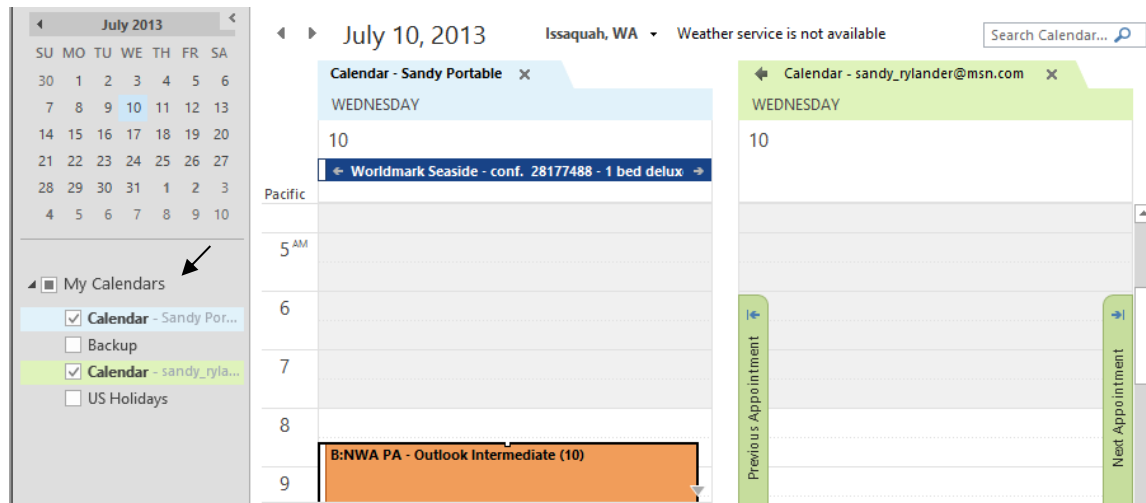 July 2013
SU MO TU WE TH FR SA
30 1 2 3 4 5 6
7 8 9 10 11 12 13
14 15 16 17 18 19 20
21 22 23 24 25 26 27
28 29 30 31 1 2 3
4 5 6 7 8 9 10
My Calendars
Calendar - Sandy Por...
Backup
Calendar - sandy_ryla...
US Holidays
July 10, 2013
Issaquah, WA
Weather service is not available
Search Calendar...
Calendar - Sandy Portable
WEDNESDAY
10
Worldmark Seaside - conf. 28177488 - 1 bed delux
Pacific
5 AM
6
7
8
9
B:NWA PA - Outlook Intermediate (10)
Calendar - sandy_rylander@msn.com
WEDNESDAY
10
Previous Appointment
Next Appointment